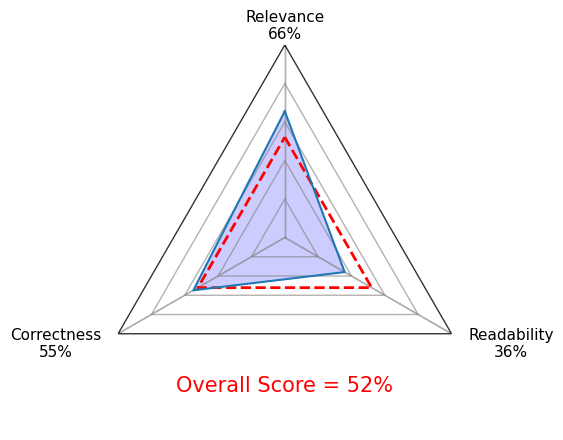 Relevance
66%
Correctness
55%
Readability
36%
Overall Score = 52%